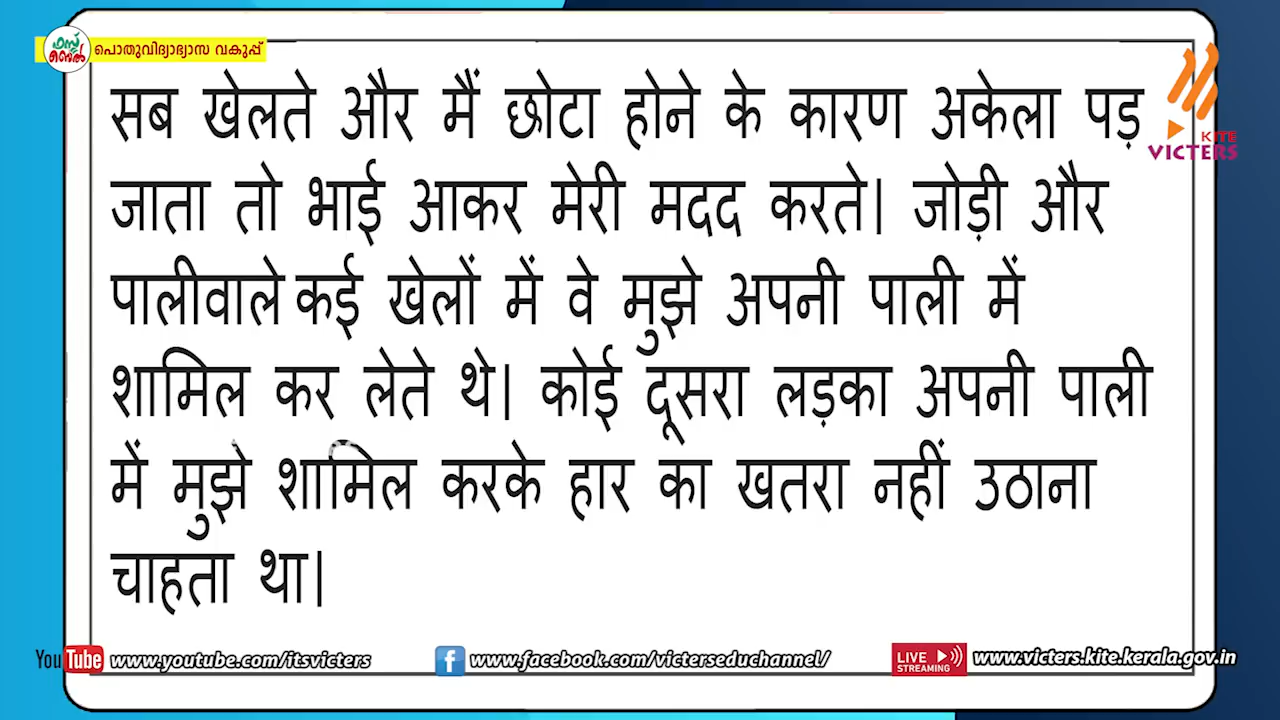 ഫസ്റ്റ് ബെൽ
പൊതുവിദ്യാഭ്യാസ വകുപ്പ്
KITE
VICTERS
सब खेलते और मैं छोटा होने के कारण अकेला पड़
जाता तो भाई आकर मेरी मदद करते। जोड़ी और
पालीवाले कई खेलों में वे मुझे अपनी पाली में
शामिल कर लेते थे। कोई दूसरा लड़का अपनी पाली
में मुझे शामिल करके हार का खतरा नहीं उठाना
चाहता था।
YouTube www.youtube.com/itsvicters
f www.facebook.com/victerseduchannel/
LIVE STREAMING www.victers.kite.kerala.gov.in